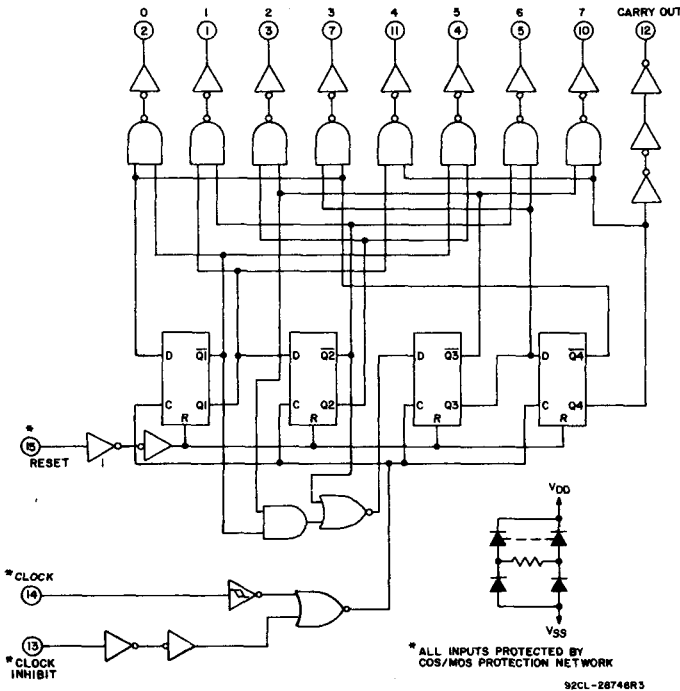 0 1 2 3 4 5 6 7 CARRY OUT
2 1 3 7 11 4 5 10 12
D Q1 D Q2 D Q3 D Q4
C Q1 C Q2 C Q3 C Q4
R R R R
*
15
RESET
1
VDD
* CLOCK
14
13
* CLOCK
INHIBIT
VSS
* ALL INPUTS PROTECTED BY
COS/MOS PROTECTION NETWORK
92CL-28746R3